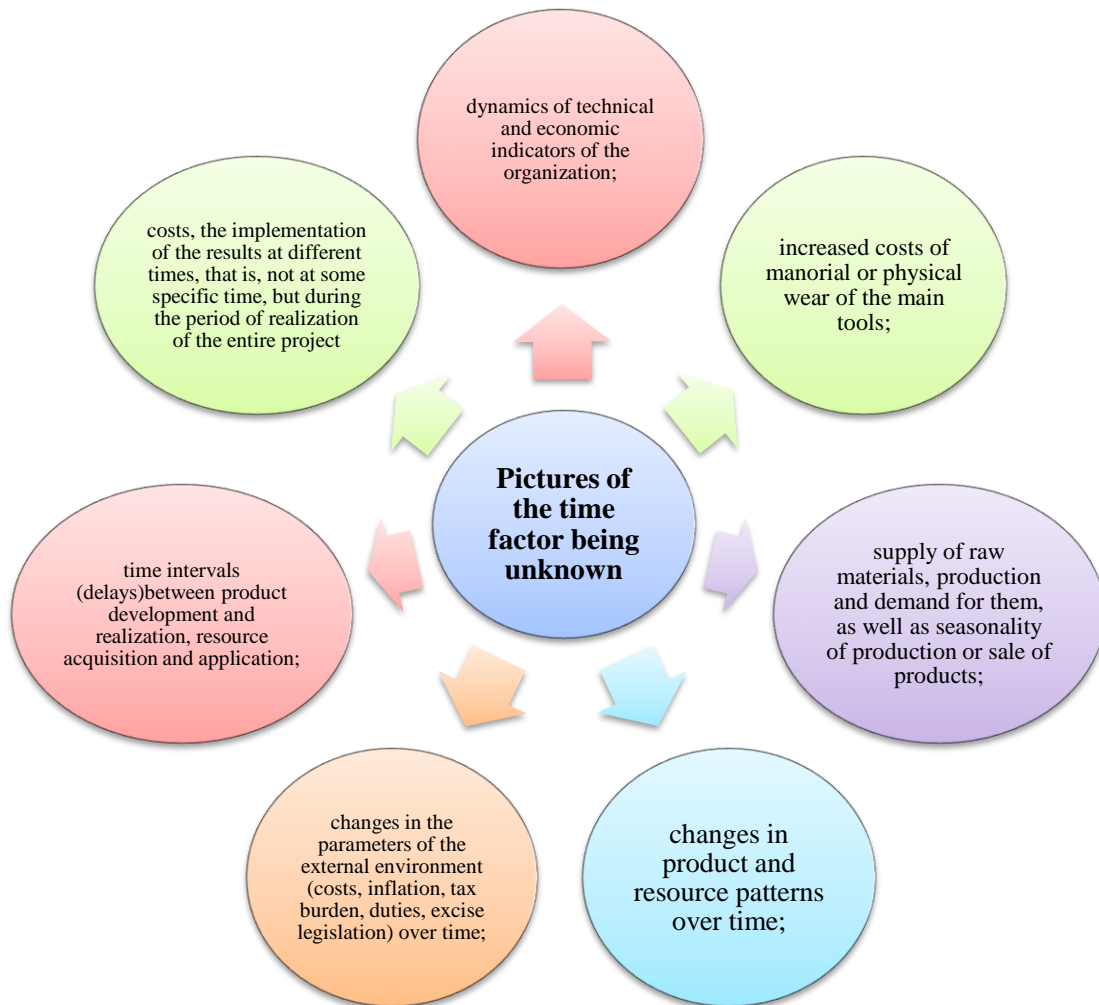 dynamics of technical
and economic
indicators of the
organization;
increased costs of
manorial or physical
wear of the main
tools;
supply of raw
materials, production
and demand for them,
as well as seasonality
of production or sale of
products;
changes in
product and
resource patterns
over time;
changes in the
parameters of the
external environment
(costs, inflation, tax
burden, duties, excise
legislation) over time;
time intervals
(delays)between product
development and
realization, resource
acquisition and application;
costs, the implementation
of the results at different
times, that is, not at some
specific time, but during
the period of realization
of the entire project
Pictures of
the time
factor being
unknown